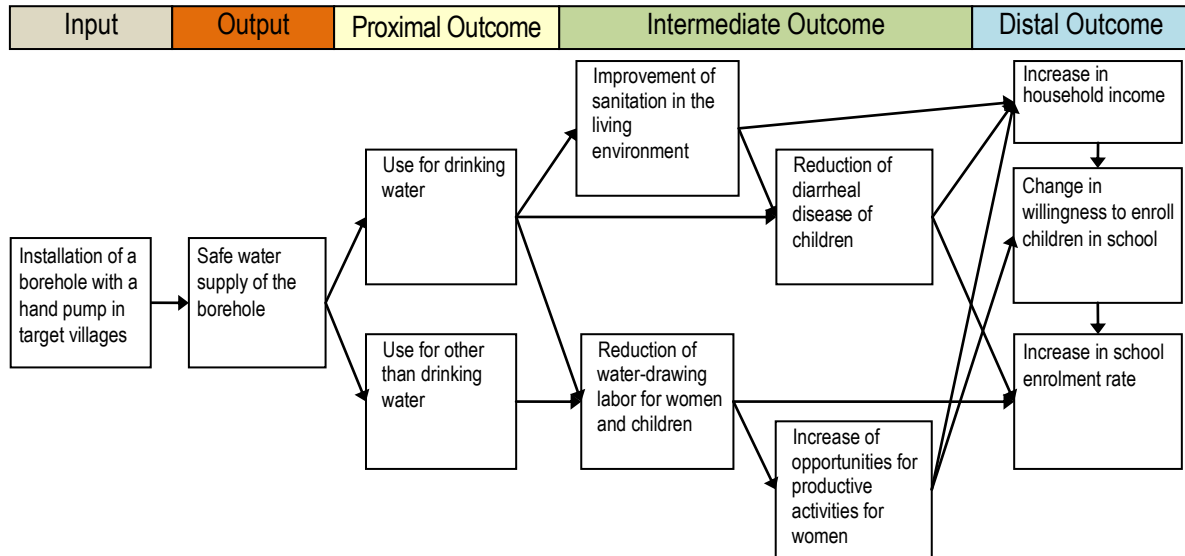 Input
Output
Proximal Outcome
Intermediate Outcome
Distal Outcome
Installation of a
borehole with a
hand pump in
target villages
Safe water
supply of the
borehole
Use for drinking
water
Use for other
than drinking
water
Improvement of
sanitation in the
living
environment
Reduction of
water-drawing
labor for women
and children
Reduction of
diarrheal
disease of
children
Increase of
opportunities for
productive
activities for
women
Increase in
household income
Change in
willingness to enroll
children in school
Increase in school
enrolment rate